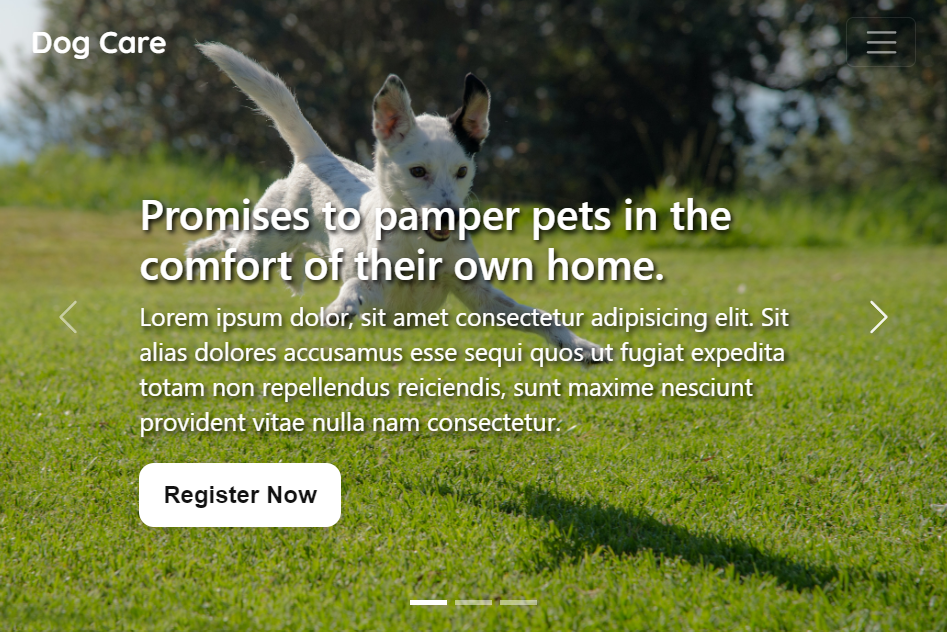 Dog Care
Promises to pamper pets in the
comfort of their own home.
Lorem ipsum dolor, sit amet consectetur adipisicing elit. Sit
alias dolores accusamus esse sequi quos ut fugiat expedita
totam non repellendus reiciendis, sunt maxime nesciunt
provident vitae nulla nam consectetur.
Register Now